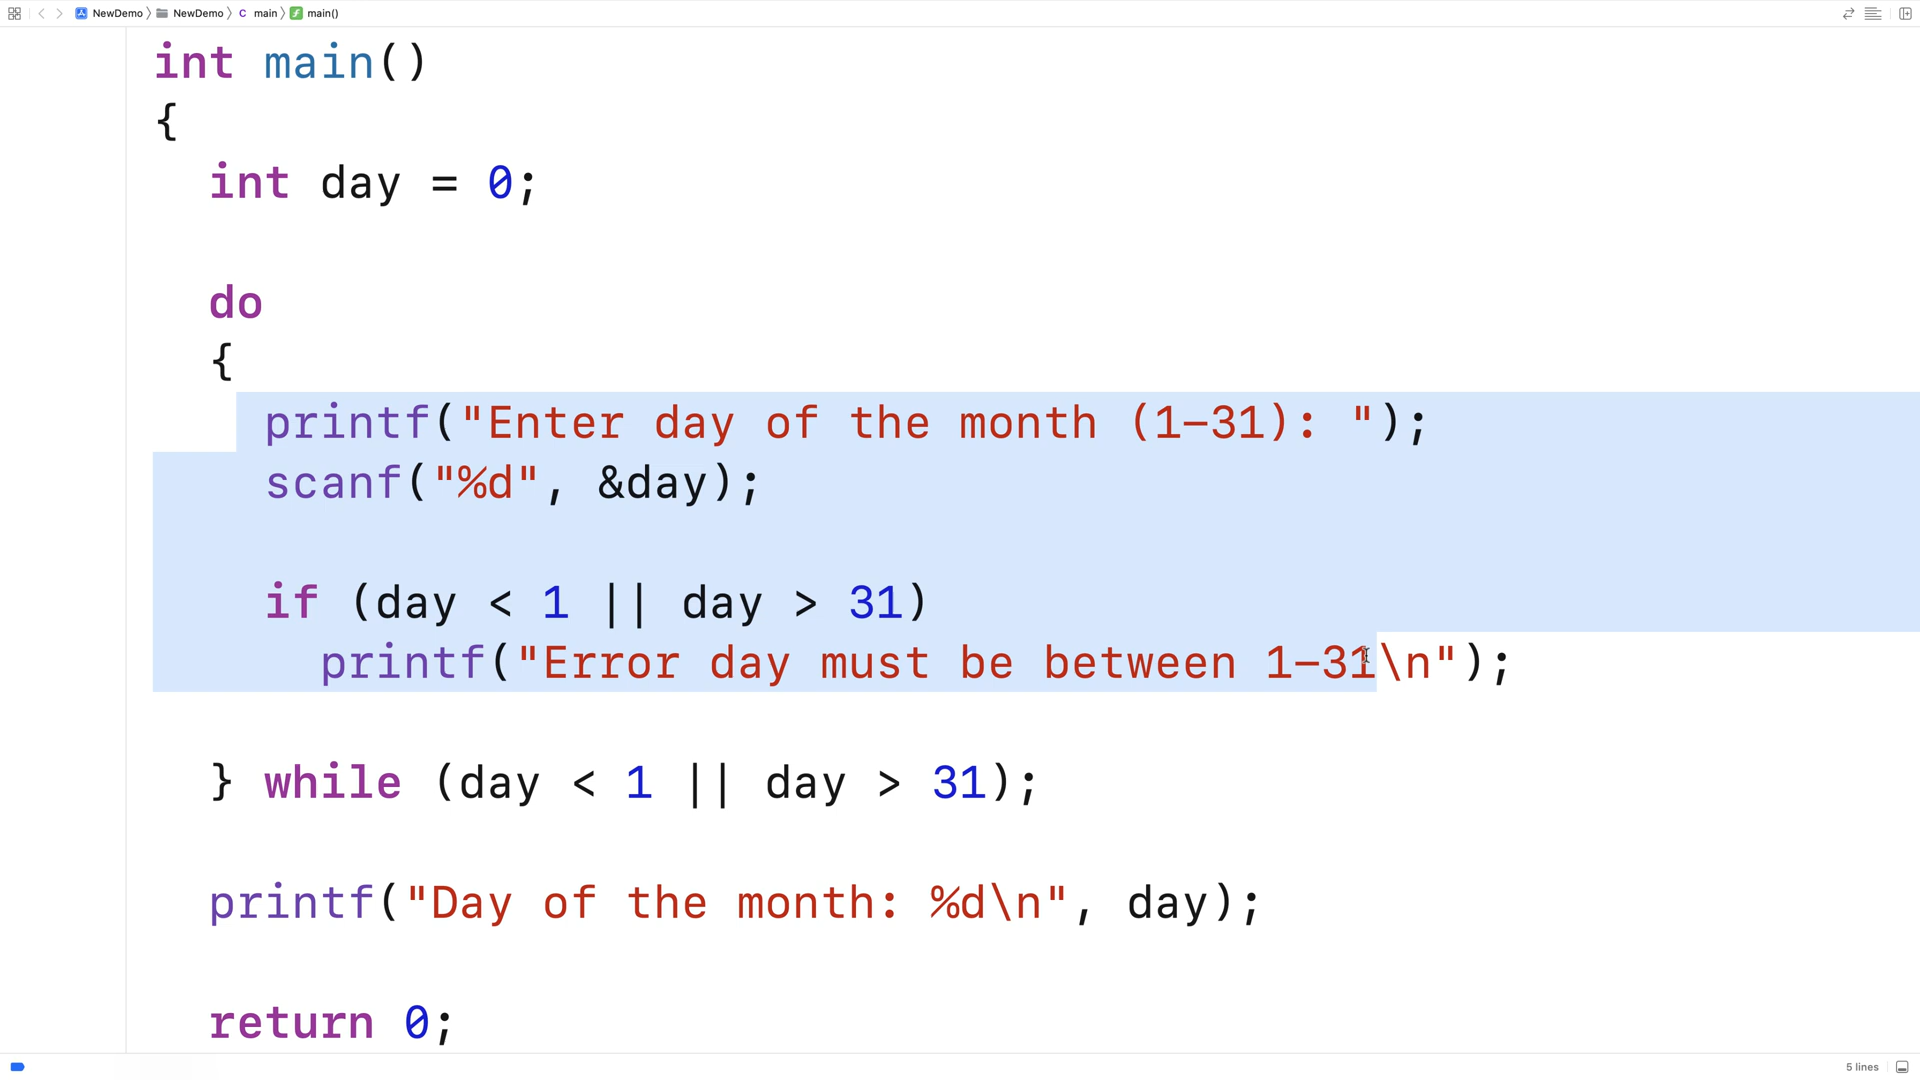 NewDemo NewDemo C main main()
int main()
{
int day = 0;
do
{
printf("Enter day of the month (1-31): ");
scanf("%d", &day);
if (day < 1 || day > 31)
printf("Error day must be between 1-31\n");
} while (day < 1 || day > 31);
printf("Day of the month: %d\n", day);
return 0;
5 lines